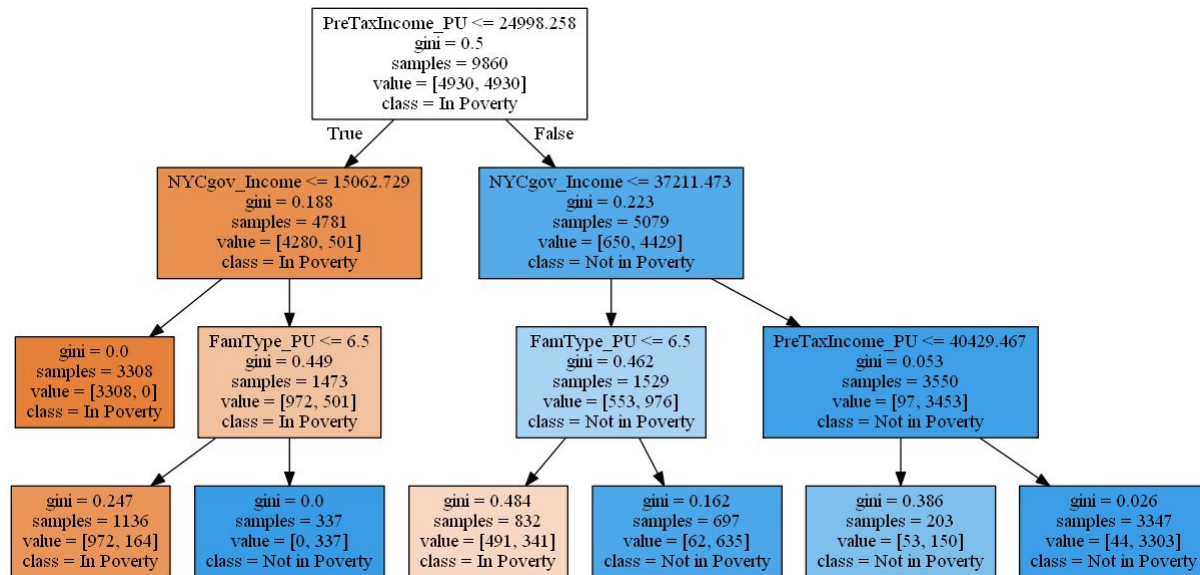 PreTaxIncome_PU <= 24998.258
gini = 0.5
samples = 9860
value = [4930, 4930]
class = In Poverty
True
False
NYCgov_Income <= 15062.729
gini = 0.188
samples = 4781
value = [4280, 501]
class = In Poverty
NYCgov_Income <= 37211.473
gini = 0.223
samples = 5079
value = [650, 4429]
class = Not in Poverty
gini = 0.0
samples = 3308
value = [3308, 0]
class = In Poverty
FamType_PU <= 6.5
gini = 0.449
samples = 1473
value = [972, 501]
class = In Poverty
FamType_PU <= 6.5
gini = 0.462
samples = 1529
value = [553, 976]
class = Not in Poverty
PreTaxIncome_PU <= 40429.467
gini = 0.053
samples = 3550
value = [97, 3453]
class = Not in Poverty
gini = 0.247
samples = 1136
value = [972, 164]
class = In Poverty
gini = 0.0
samples = 337
value = [0, 337]
class = Not in Poverty
gini = 0.484
samples = 832
value = [491, 341]
class = In Poverty
gini = 0.162
samples = 697
value = [62, 635]
class = Not in Poverty
gini = 0.386
samples = 203
value = [53, 150]
class = Not in Poverty
gini = 0.026
samples = 3347
value = [44, 3303]
class = Not in Poverty